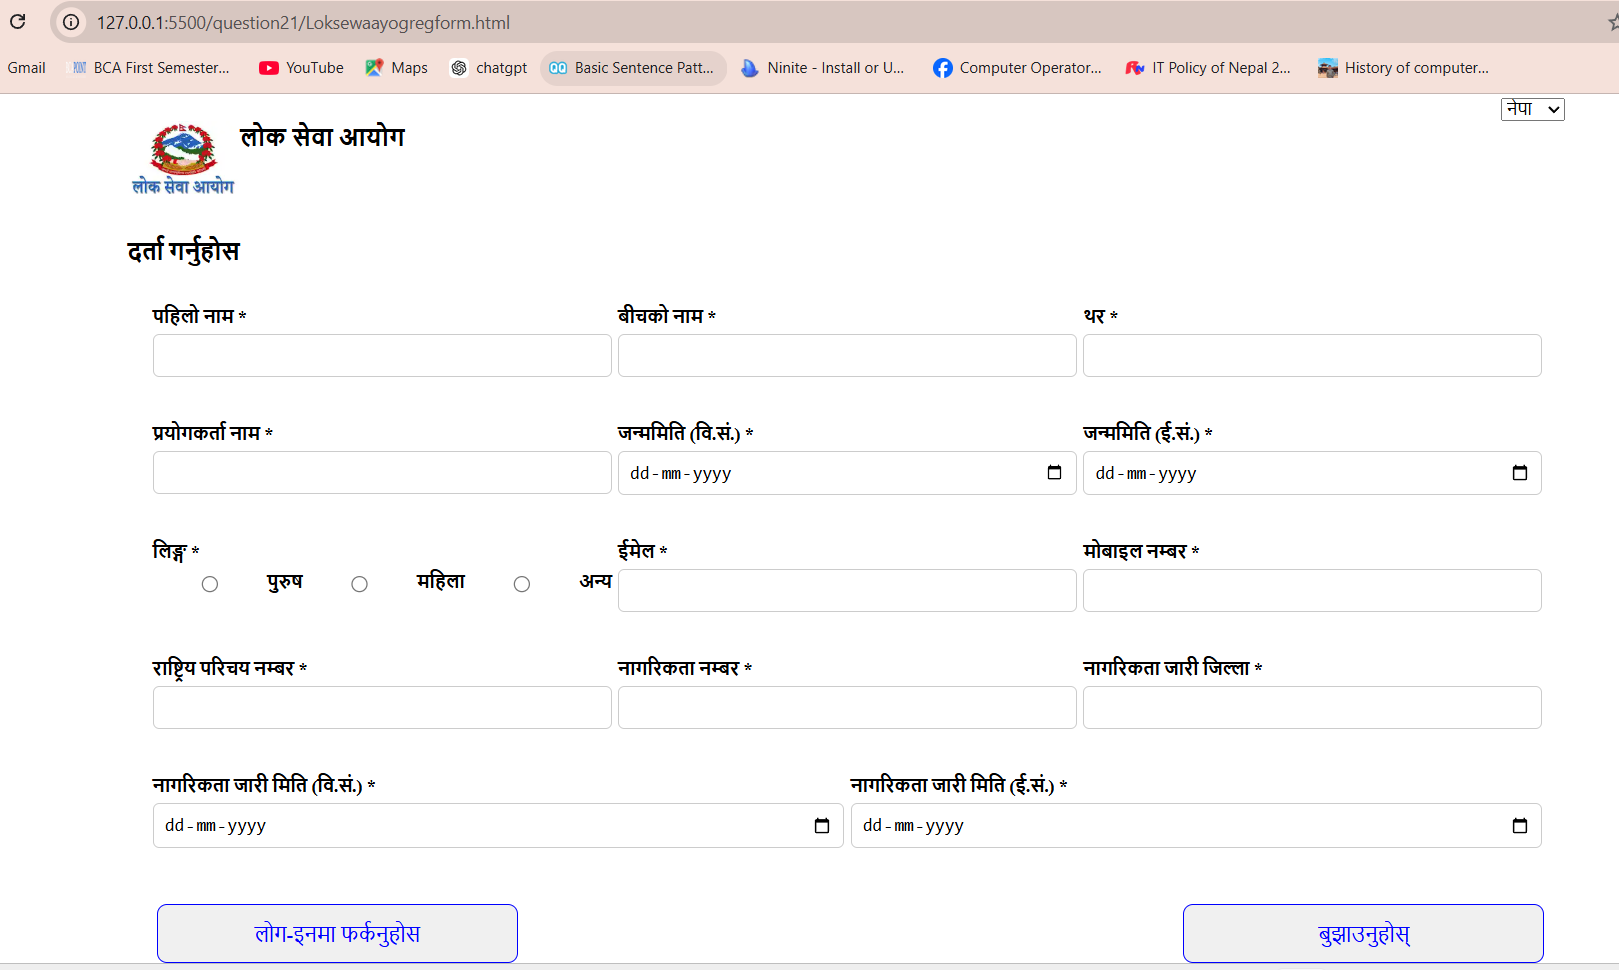 127.0.0.1:5500/question21/Loksewaayogregform.html
Gmail BCA First Semester... YouTube Maps chatgpt Basic Sentence Patt... Ninite - Install or U... Computer Operator... IT Policy of Nepal 2... History of computer...
नेपा
लोक सेवा आयोग
लोक सेवा आयोग
दर्ता गर्नुहोस
पहिलो नाम * बीचको नाम * थर *
प्रयोगकर्ता नाम * जन्ममिति (वि.सं.) * जन्ममिति (ई.सं.) *
dd-mm-yyyy dd-mm-yyyy
लिङ्ग * ईमेल * मोबाइल नम्बर *
पुरुष महिला अन्य
राष्ट्रिय परिचय नम्बर * नागरिकता नम्बर * नागरिकता जारी जिल्ला *
नागरिकता जारी मिति (वि.सं.) * नागरिकता जारी मिति (ई.सं.) *
dd-mm-yyyy dd-mm-yyyy
लोग-इनमा फर्कनुहोस बुझाउनुहोस्